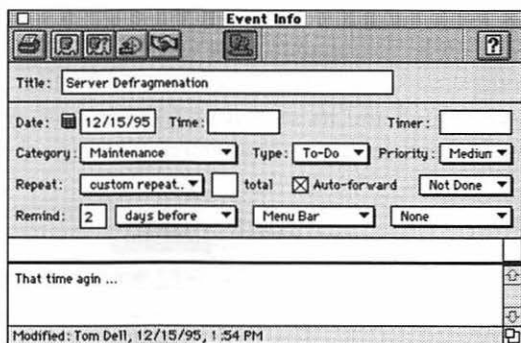 Event Info
?
Title: Server Defragmenation
Date: 12/15/95 Time: Timer:
Category: Maintenance Type: To-Do Priority: Mediun
Repeat: custom repeat.. total Auto-forward Not Done
Remind: 2 days before Menu Bar None
That time agin ...
Modified: Tom Dell, 12/15/95, 1:54 PM